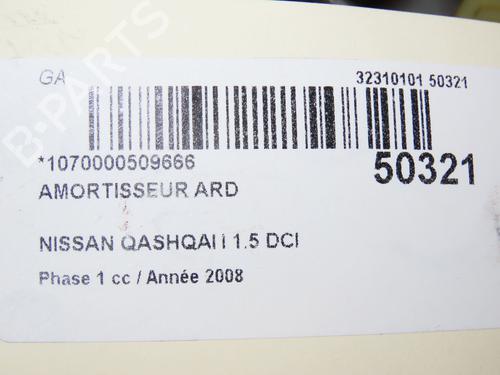 GA 32310101 50321
*1070000509666 50321
AMORTISSEUR ARD
NISSAN QASHQAI I 1.5 DCI
Phase 1 cc / Année 2008
B-PARTS